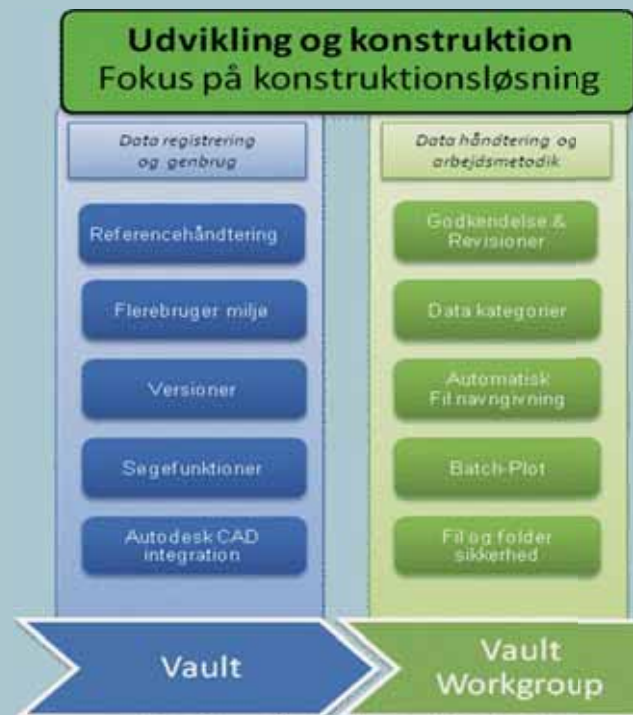 Udvikling og konstruktion
Fokus på konstruktionsløsning
Data registrering
og genbrug
Referencehåndtering
Flerebruger miljø
Versioner
Søgefunktioner
Autodesk CAD
integration
Vault
Data håndtering og
arbejdsmetodik
Godkendelse &
Revisioner
Data kategorier
Automatisk
Fil navngivning
Batch-Plot
Fil og folder
sikkerhed
Vault
Workgroup